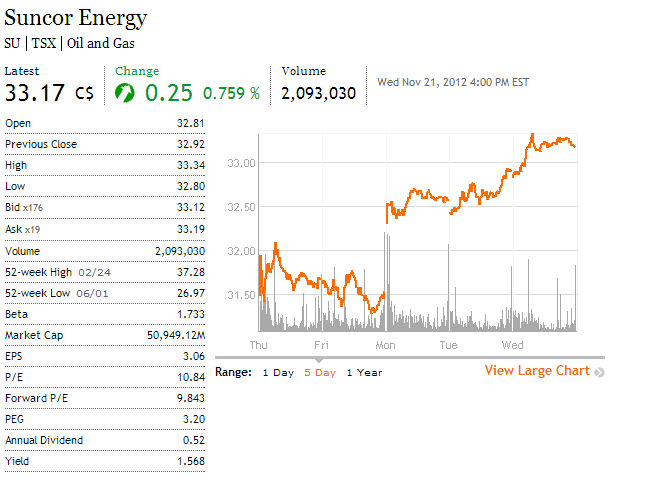 Suncor Energy
SU | TSX | Oil and Gas
Latest
33.17 C$
Change
0.25 0.759 %
Volume
2,093,030
Wed Nov 21, 2012 4:00 PM EST
Open 32.81
Previous Close 32.92
High 33.34
Low 32.80
Bid x176 33.12
Ask x19 33.19
Volume 2,093,030
52-week High 02/24 37.28
52-week Low 06/01 26.97
Beta 1.733
Market Cap 50,949.12M
EPS 3.06
P/E 10.84
Forward P/E 9.843
PEG 3.20
Annual Dividend 0.52
Yield 1.568
33.00
32.50
32.00
31.50
Thu Fri Mon Tue Wed
Range: 1 Day 5 Day 1 Year
View Large Chart